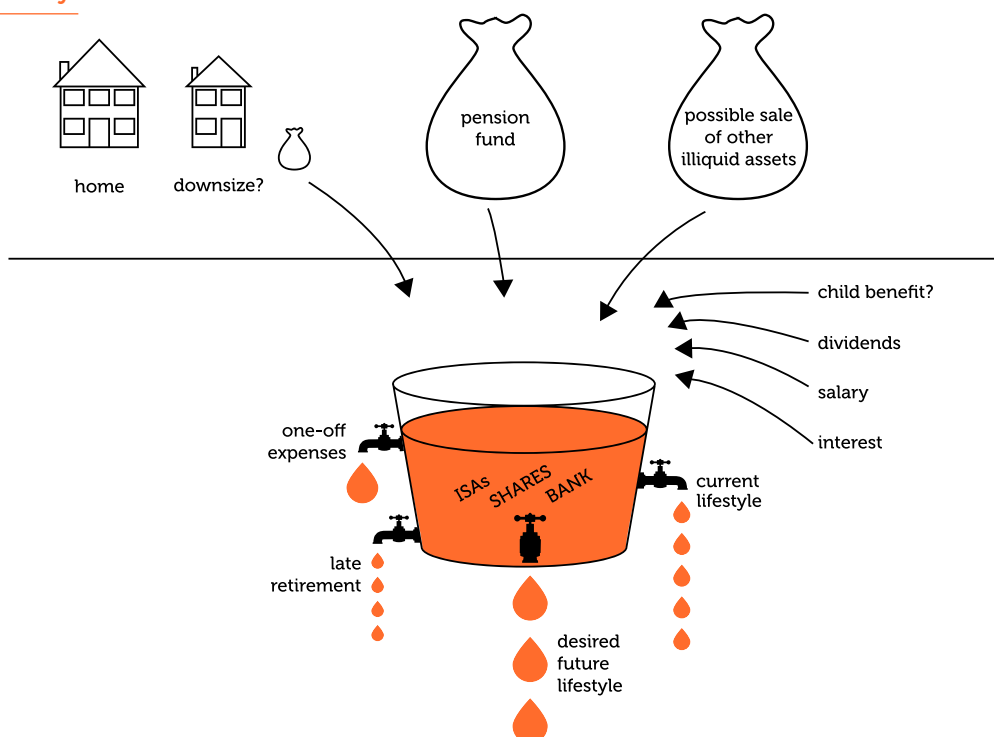 home
downsize?
pension
fund
possible sale
of other
illiquid assets
child benefit?
dividends
salary
interest
one-off
expenses
ISAs
SHARES
BANK
current
lifestyle
late
retirement
desired
future
lifestyle